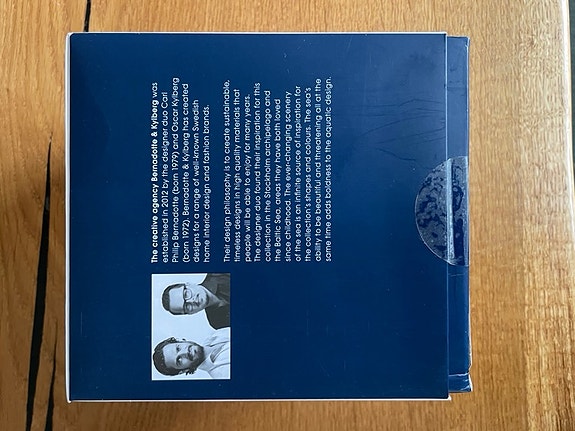 The creative agency Bernadotte & Kylberg was
established in 2012 by the designer duo Carl
Philip Bernadotte (born 1979) and Oscar Kylberg
(born 1972). Bernadotte & Kylberg has created
designs for a range of well-known Swedish
home interior design and fashion brands.
Their design philosophy is to create sustainable,
timeless designs in high quality materials that
people will be able to enjoy for many years.
The designer duo found their inspiration for this
collection in the Stockholm archipelago and
the Baltic Sea, areas they have both loved
since childhood. The ever-changing scenery
of the sea is an infinite source of inspiration for
the collection's shapes and colours. The sea's
ability to be beautiful and threatening all at the
same time adds boldness to the aquatic design.